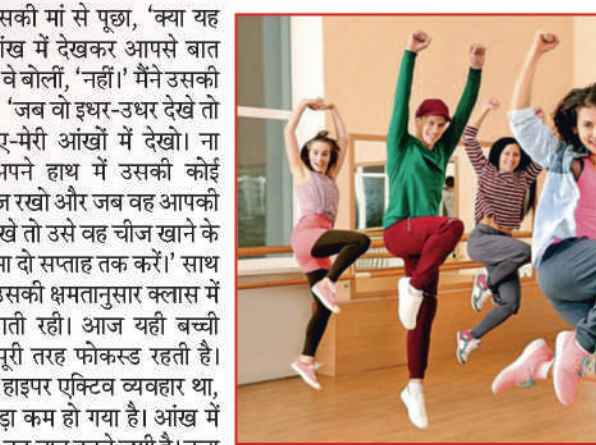 सकी मां से पूछा, ‘क्या यह
ांख में देखकर आपसे बात
वे बोलीं, ‘नहीं।’ मैंने उसकी
‘जब वो इधर-उधर देखे तो
ए-मेरी आंखों में देखो। ना
अपने हाथ में उसकी कोई
ज रखो और जब वह आपकी
खे तो उसे वह चीज खाने के
सा दो सप्ताह तक करें।’ साथ
उसकी क्षमतानुसार क्लास में
ाती रही। आज यही बच्ची
पूरी तरह फोकस्ड रहती है।
हाइपर एक्टिव व्यवहार था,
ड़ा कम हो गया है। आंख में